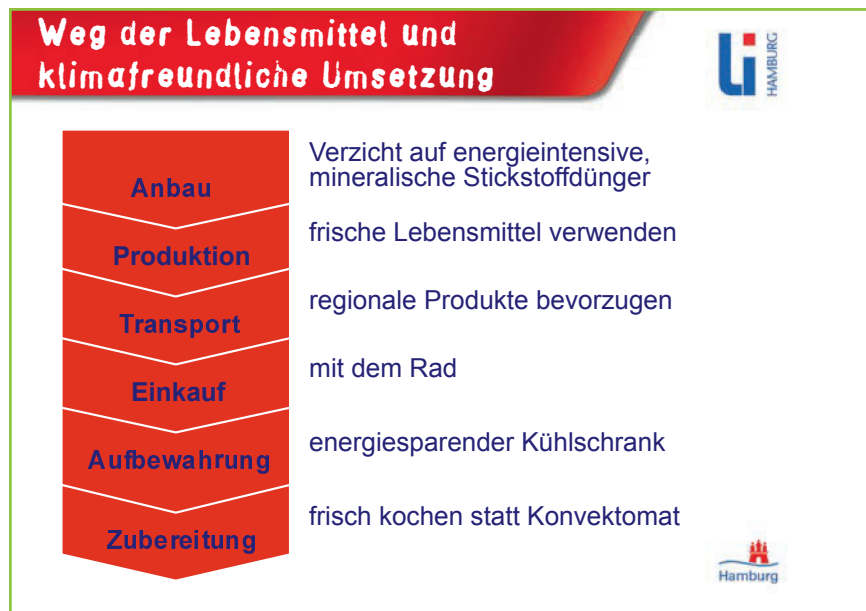 Weg der Lebensmittel und
klimafreundliche Umsetzung
Li
HAMBURG
Anbau
Verzicht auf energieintensive,
mineralische Stickstoffdünger
Produktion
frische Lebensmittel verwenden
Transport
regionale Produkte bevorzugen
Einkauf
mit dem Rad
Aufbewahrung
energiesparender Kühlschrank
Zubereitung
frisch kochen statt Konvektomat
Hamburg